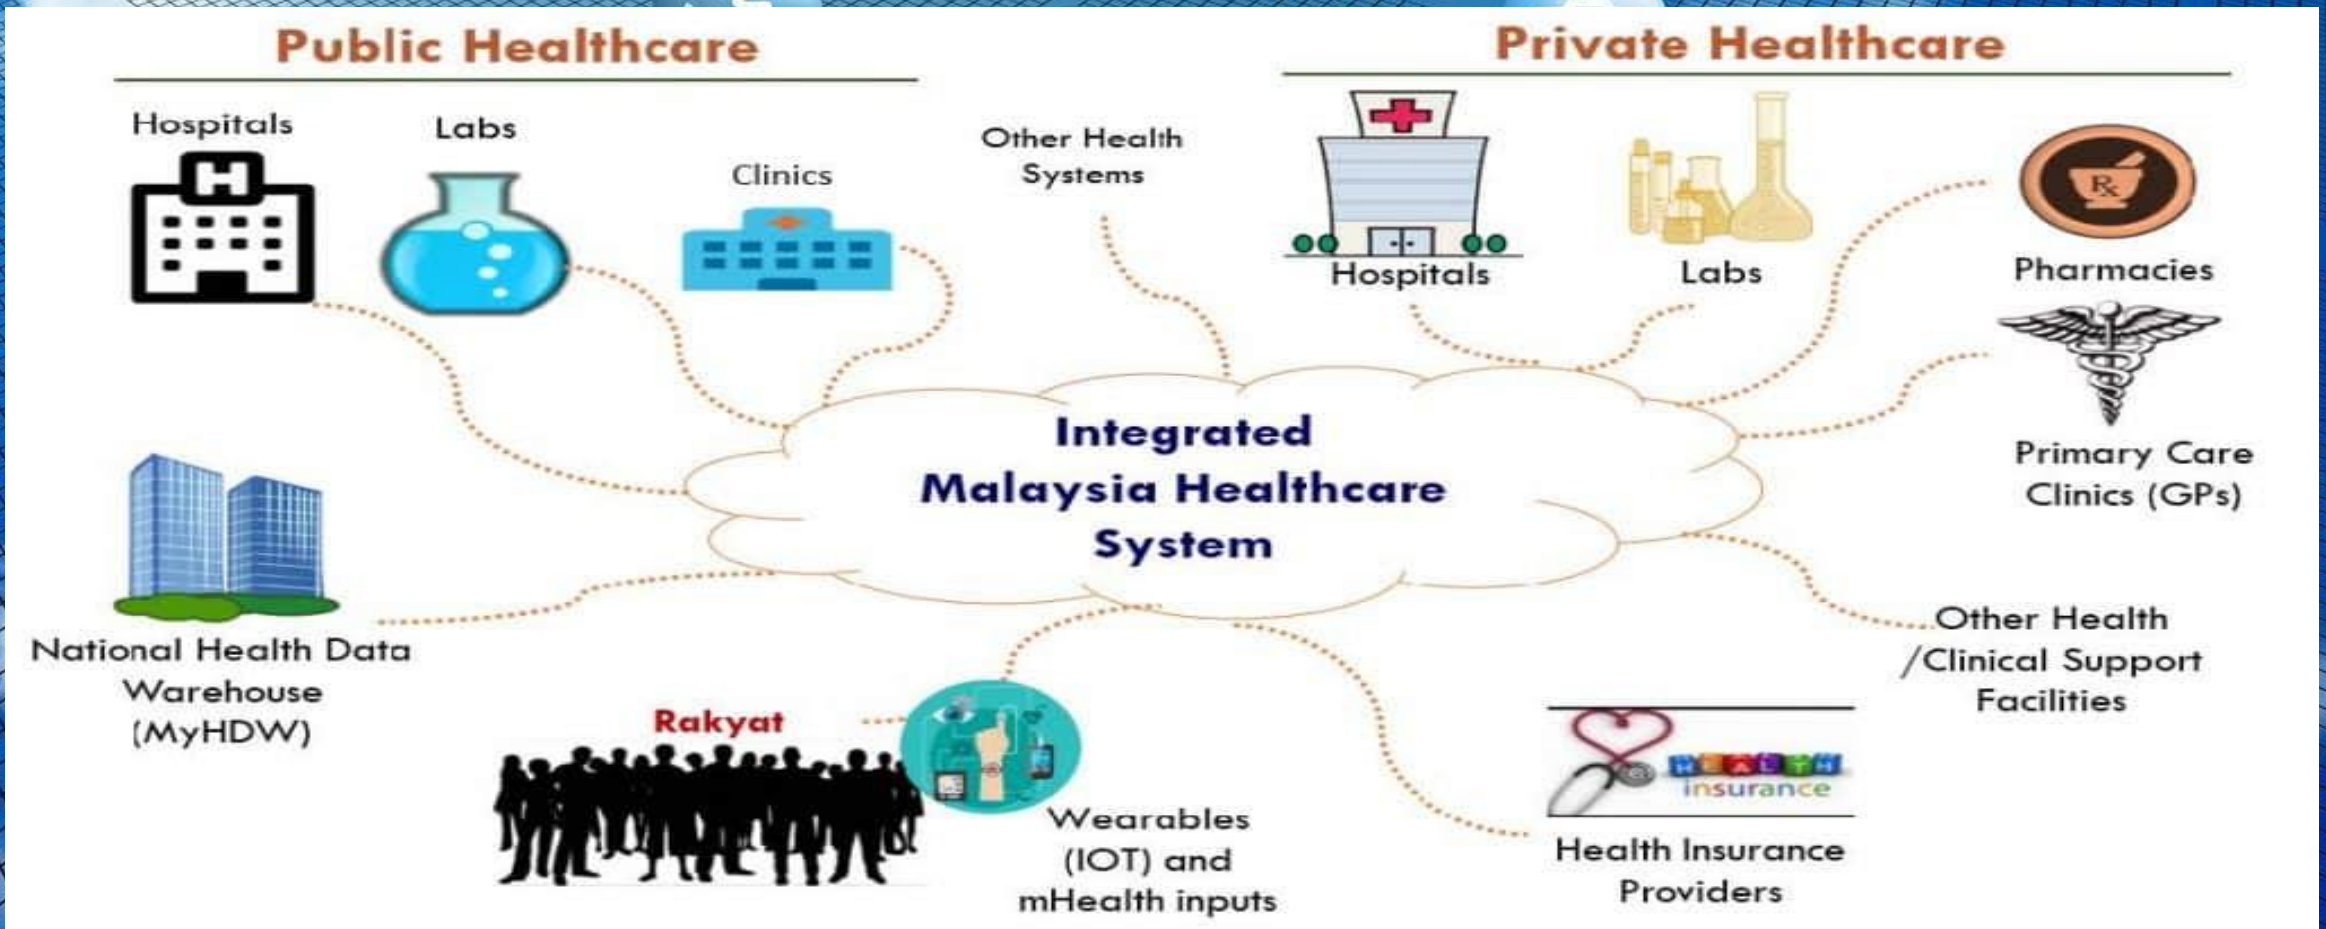 Public Healthcare
Private Healthcare
Hospitals
Labs
Clinics
Other Health
Systems
H
Hospitals
Labs
Rx
Pharmacies
Primary Care
Clinics (GPs)
Integrated
Malaysia Healthcare
System
National Health Data
Warehouse
(MyHDW)
Rakyat
Wearables
(IOT) and
mHealth inputs
Other Health
/Clinical Support
Facilities
HEALTH
insurance
Health Insurance
Providers